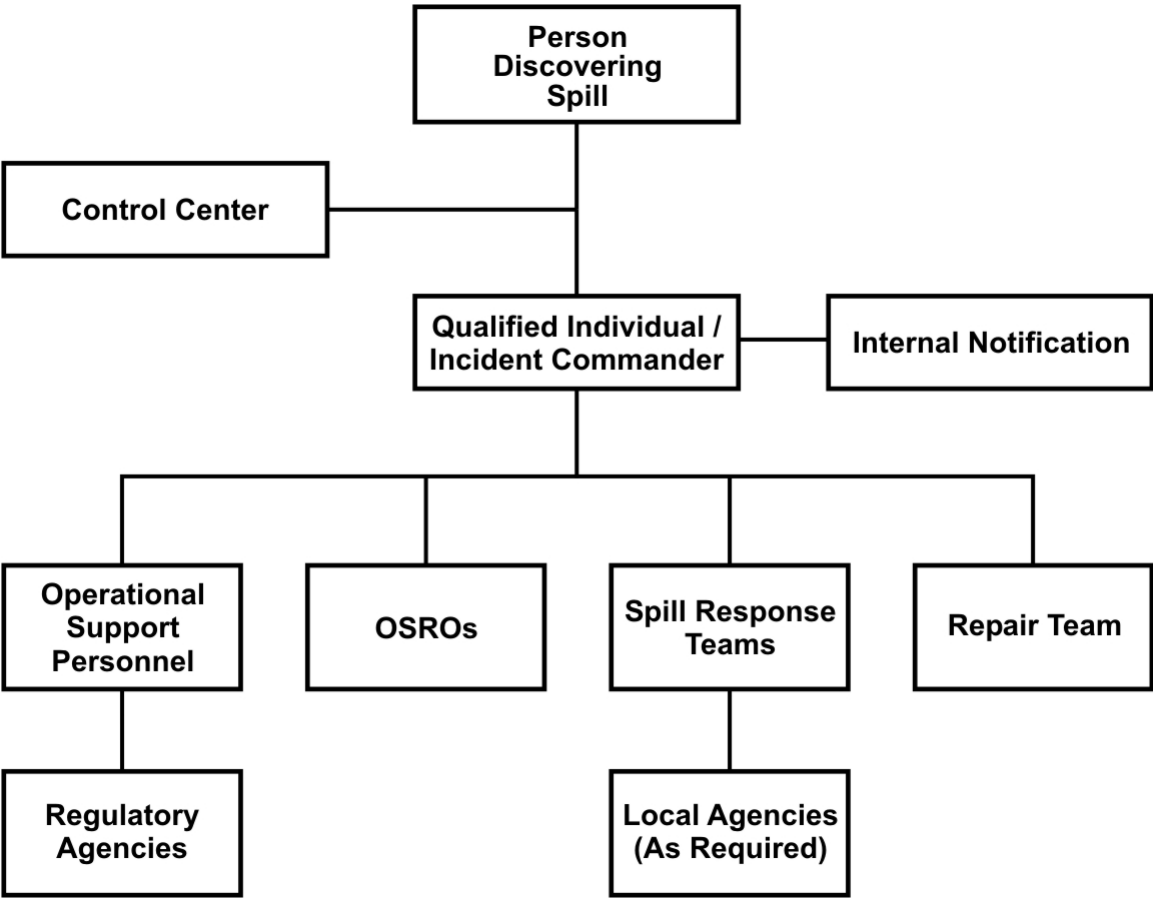 Person
Discovering
Spill
Control Center
Qualified Individual /
Incident Commander
Internal Notification
Operational
Support
Personnel
OSROs
Spill Response
Teams
Repair Team
Regulatory
Agencies
Local Agencies
(As Required)